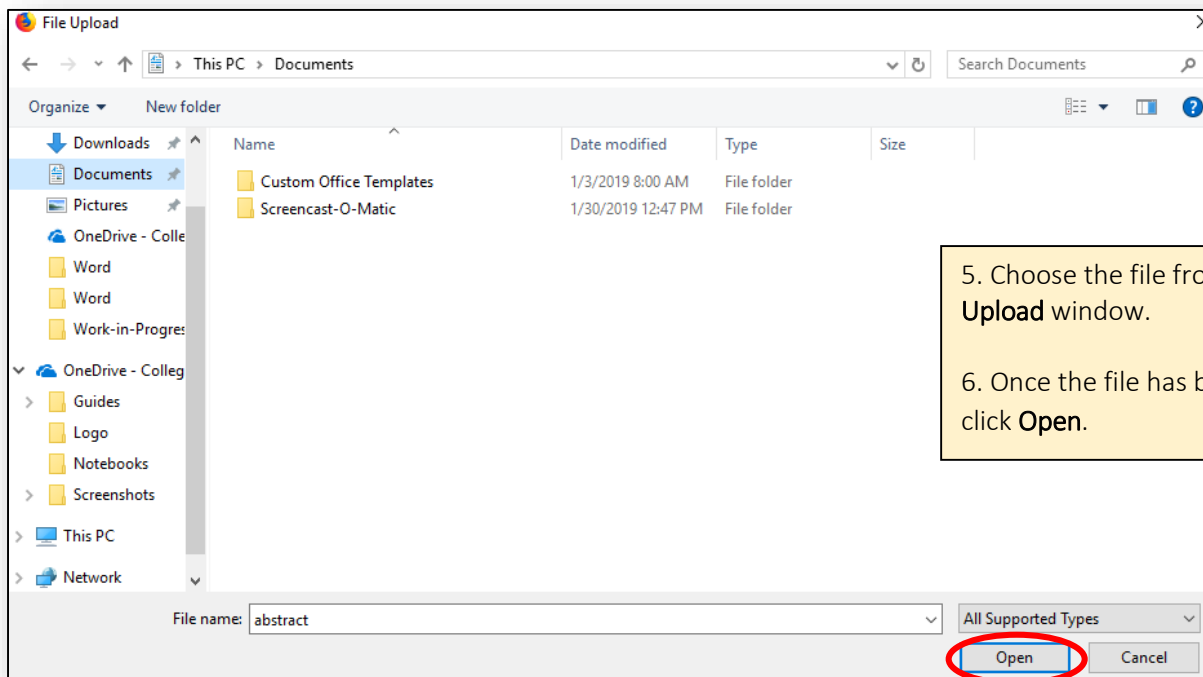 File Upload
This PC > Documents
Search Documents
Organize
New folder
Name
Date modified
Type
Size
Downloads
Documents
Pictures
OneDrive - Colle
Word
Word
Work-in-Progres
OneDrive - Colleg
Guides
Logo
Notebooks
Screenshots
This PC
Network
Custom Office Templates 1/3/2019 8:00 AM File folder
Screencast-O-Matic 1/30/2019 12:47 PM File folder
5. Choose the file fro
Upload window.
6. Once the file has b
click Open.
File name: abstract
All Supported Types
Open
Cancel